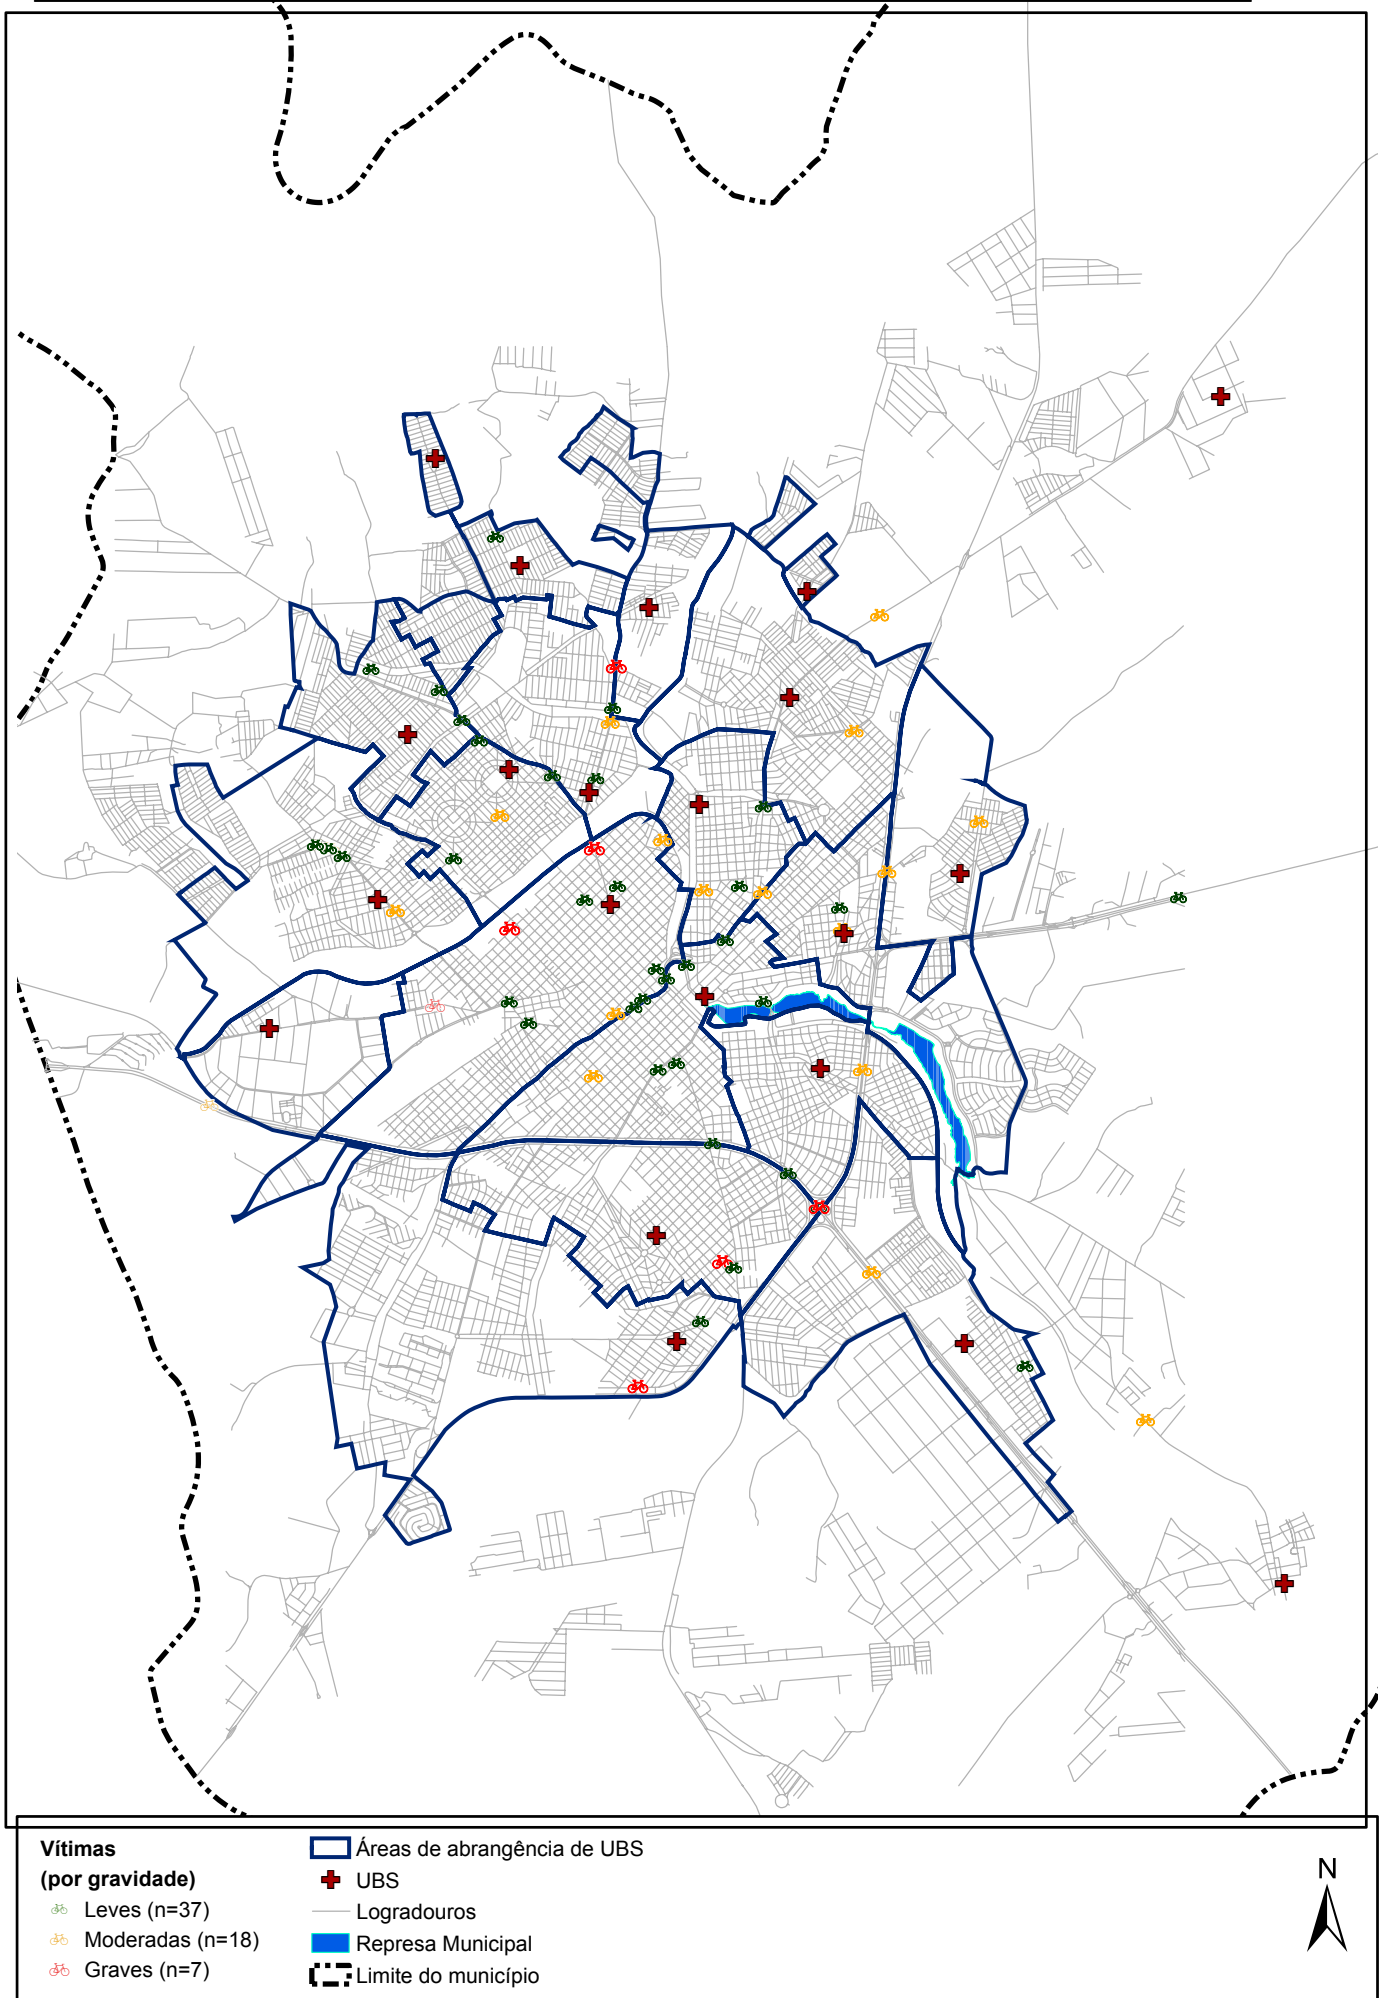 Vítimas
(por gravidade)
Leves (n=37)
Moderadas (n=18)
Graves (n=7)
Áreas de abrangência de UBS
UBS
Logradouros
Represa Municipal
Limite do município
N